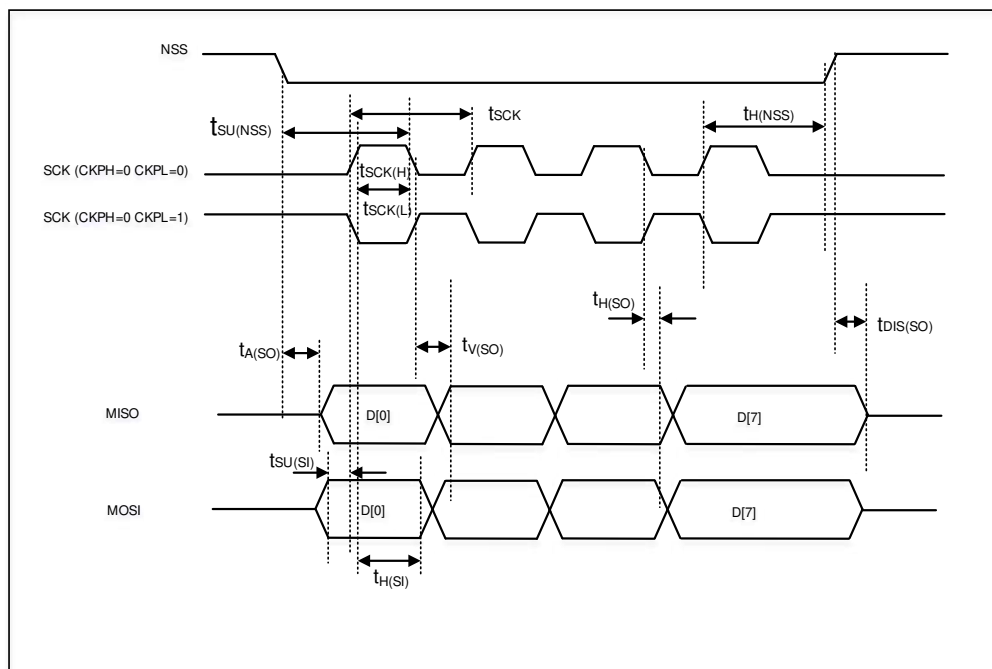 NSS
tSCK
tH(NSS)
tSU(NSS)
SCK (CKPH=0 CKPL=0)
tSCK(H)
tSCK(L)
SCK (CKPH=0 CKPL=1)
tH(SO)
tDIS(SO)
tA(SO)
tV(SO)
MISO
D[0]
D[7]
tSU(SI)
MOSI
D[0]
D[7]
tH(SI)